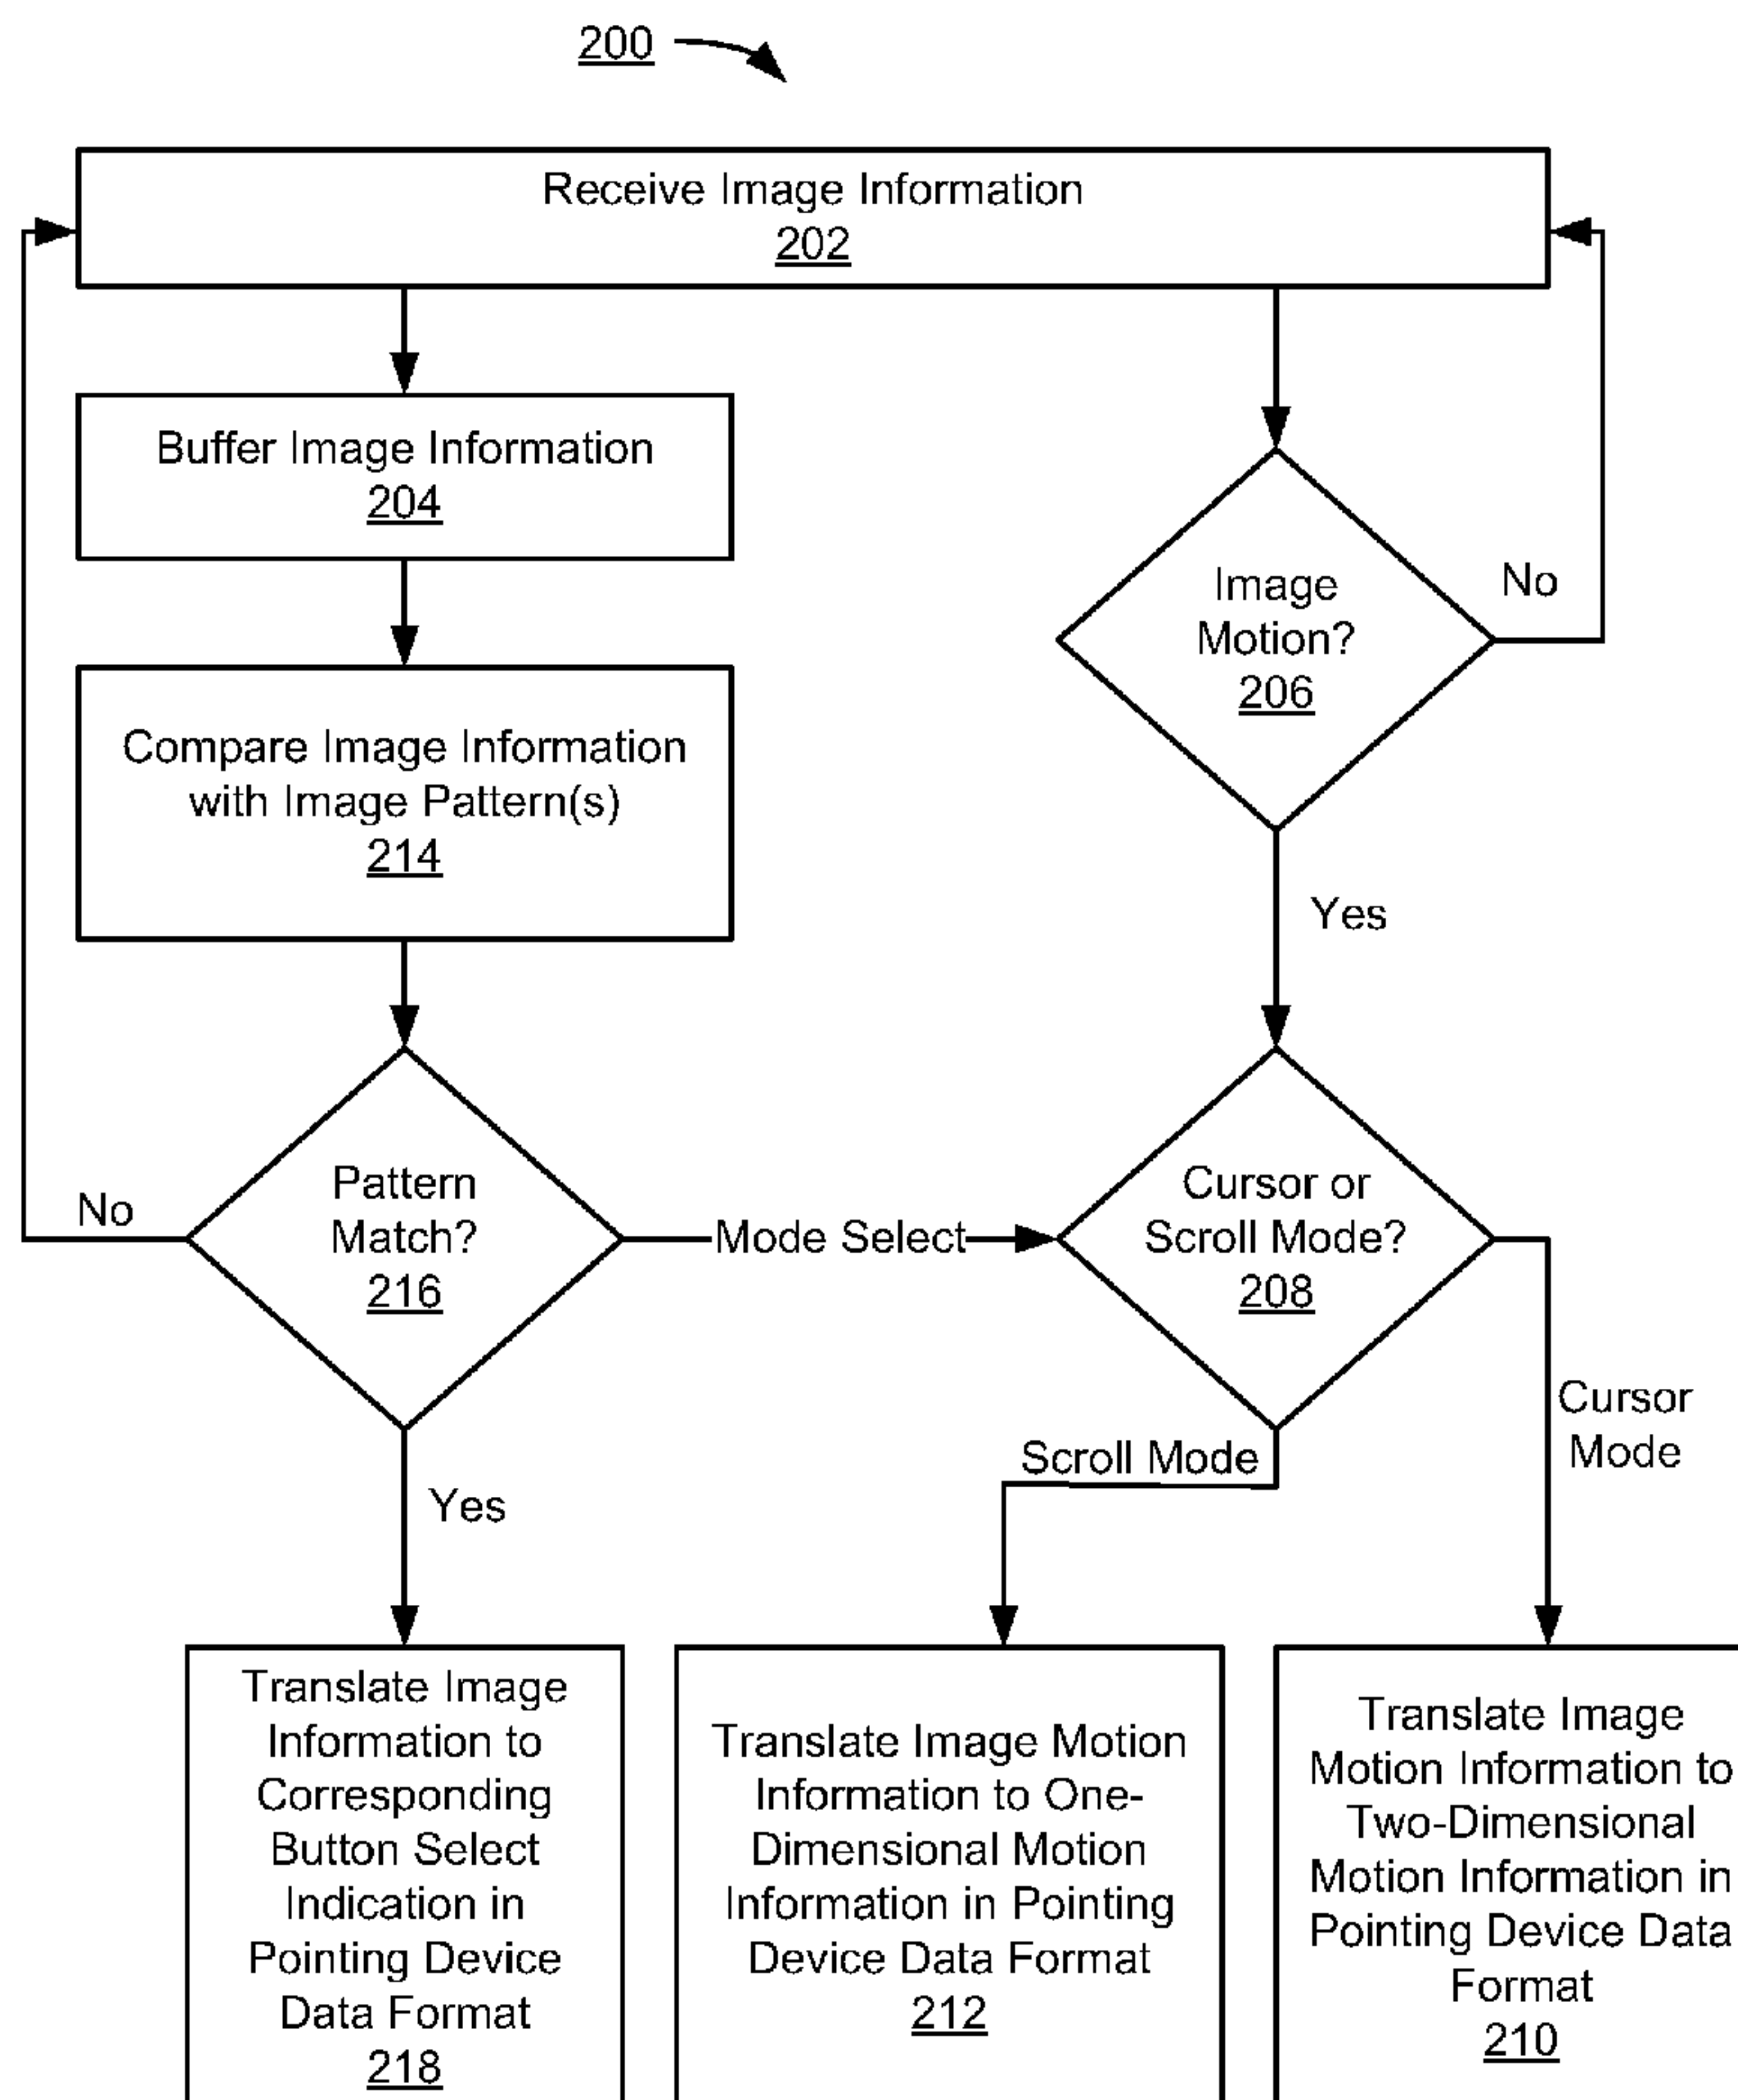 200
Receive Image Information
202
Buffer Image Information
204
Compare Image Information
with Image Pattern(s)
214
Image
Motion?
206
No
Yes
Pattern
Match?
216
No
Mode Select
Cursor or
Scroll Mode?
208
Scroll Mode
Cursor
Mode
Yes
Translate Image
Information to
Corresponding
Button Select
Indication in
Pointing Device
Data Format
218
Translate Image Motion
Information to One-
Dimensional Motion
Information in Pointing
Device Data Format
212
Translate Image
Motion Information to
Two-Dimensional
Motion Information in
Pointing Device Data
Format
210